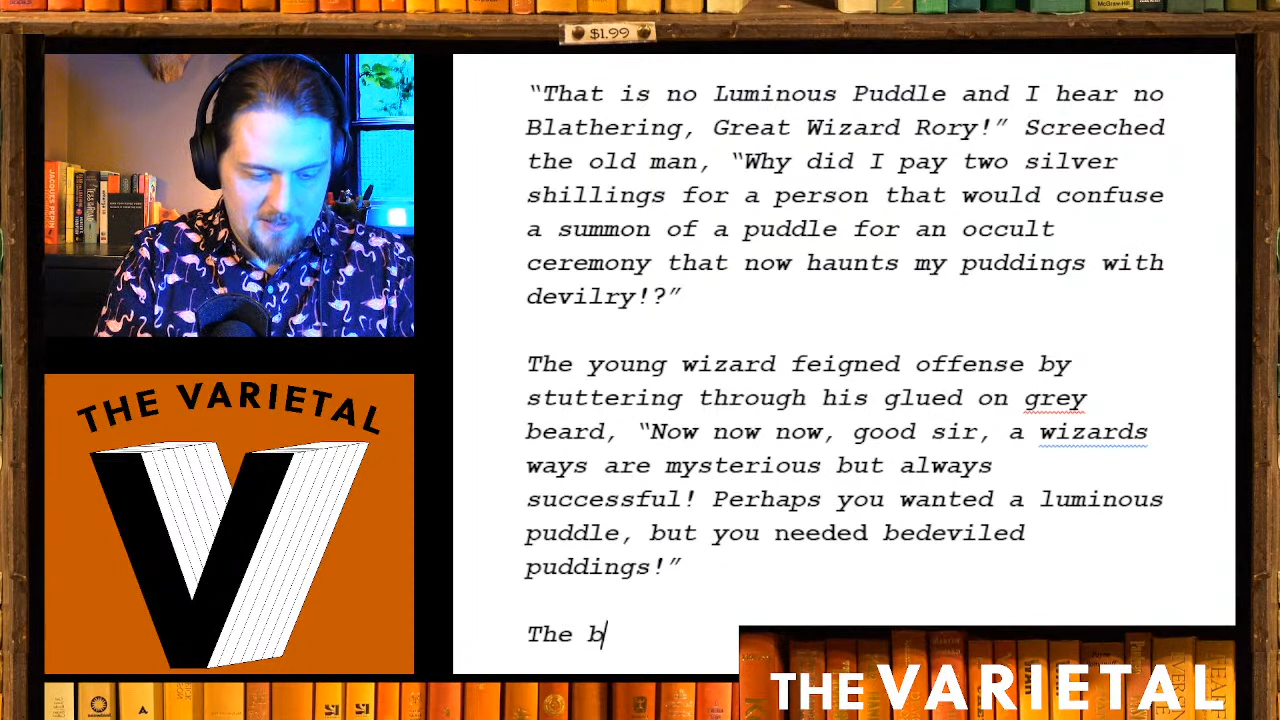 McGraw-Hill
$1.99
"That is no Luminous Puddle and I hear no
Blathering, Great Wizard Rory!" Screeched
the old man, "Why did I pay two silver
shillings for a person that would confuse
a summon of a puddle for an occult
ceremony that now haunts my puddings with
devilry!?"
The young wizard feigned offense by
stuttering through his glued on grey
beard, "Now now now, good sir, a wizards
ways are mysterious but always
successful! Perhaps you wanted a luminous
puddle, but you needed bedeviled
puddings!"
The b
JACQUES PEPIN
THE VARIETAL
THE VARIETAL